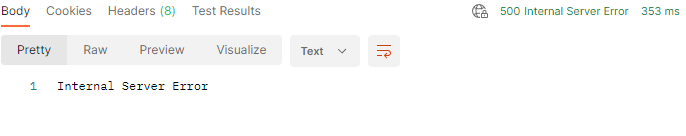 Body Cookies Headers (8) Test Results 500 Internal Server Error 353 ms
Pretty Raw Preview Visualize Text
1 Internal Server Error